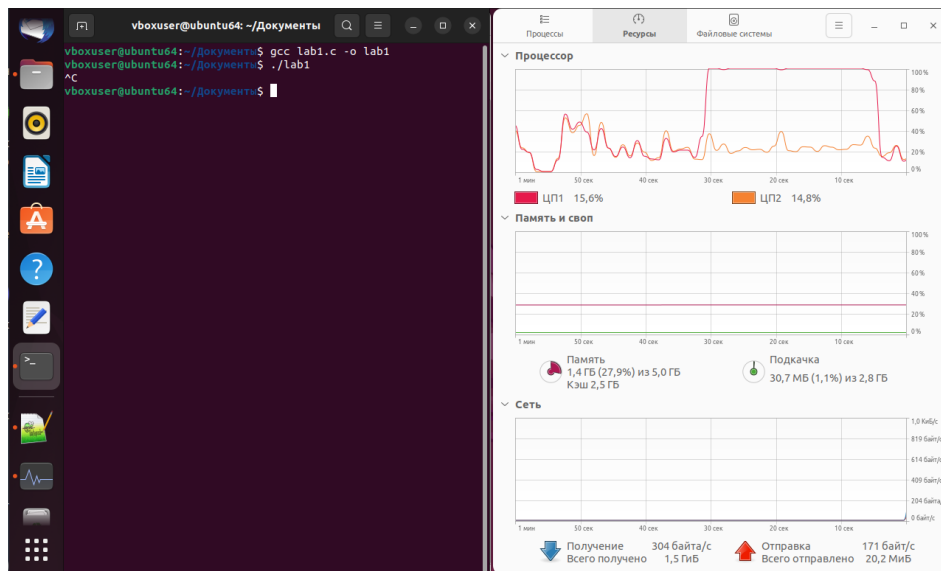 vboxuser@ubuntu64: ~/Документы
vboxuser@ubuntu64:~/Документы$ gcc lab1.c -o lab1
vboxuser@ubuntu64:~/Документы$ ./lab1
^C
vboxuser@ubuntu64:~/Документы$
Процессы
Ресурсы
Файловые системы
Процессор
100 %
80 %
60 %
40 %
20 %
0 %
1 мин 50 сек 40 сек 30 сек 20 сек 10 сек
ЦП1 15,6% ЦП2 14,8%
Память и своп
100 %
80 %
60 %
40 %
20 %
0 %
1 мин 50 сек 40 сек 30 сек 20 сек 10 сек
Память
1,4 ГБ (27,9%) из 5,0 ГБ
Кэш 2,5 ГБ
Подкачка
30,7 МБ (1,1%) из 2,8 ГБ
Сеть
1,0 КиБ/с
819 байт/с
614 байт/с
409 байт/с
204 байта/с
0 байт/с
1 мин 50 сек 40 сек 30 сек 20 сек 10 сек
Получение 304 байта/с
Всего получено 1,5 ГиБ
Отправка 171 байт/с
Всего отправлено 20,2 МиБ